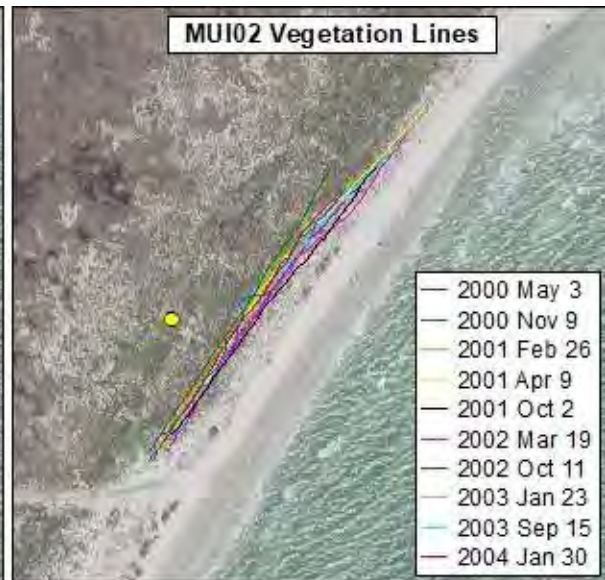 MUI02 Vegetation Lines
2000 May 3
2000 Nov 9
2001 Feb 26
2001 Apr 9
2001 Oct 2
2002 Mar 19
2002 Oct 11
2003 Jan 23
2003 Sep 15
2004 Jan 30